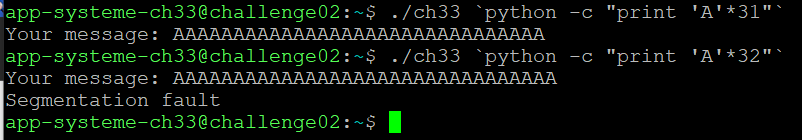 app-systeme-ch33@challenge02:~$ ./ch33 `python -c "print 'A'*31"`
Your message: AAAAAAAAAAAAAAAAAAAAAAAAAAAAAAA
app-systeme-ch33@challenge02:~$ ./ch33 `python -c "print 'A'*32"`
Your message: AAAAAAAAAAAAAAAAAAAAAAAAAAAAAAAA
Segmentation fault
app-systeme-ch33@challenge02:~$